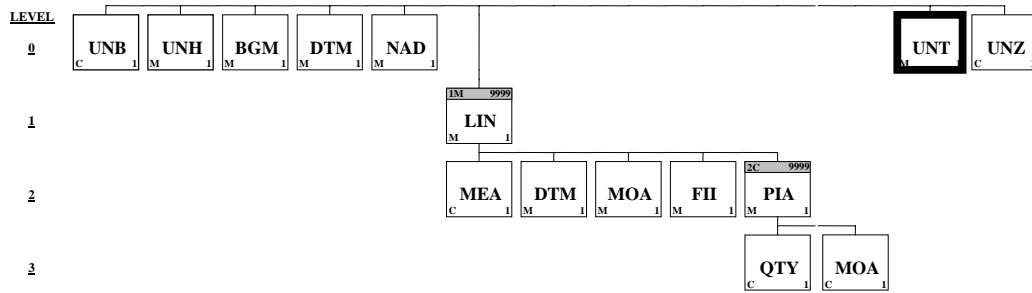 LEVEL
0 UNB UNH BGM DTM NAD UNT UNZ
C 1 M 1 M 1 M 1 M 1 M 1 C 1
1M 9999
1 LIN
M 1
2C 9999
2 MEA DTM MOA FII PIA
C 1 M 1 M 1 M 1 M 1
3 QTY MOA
C 1 C 1